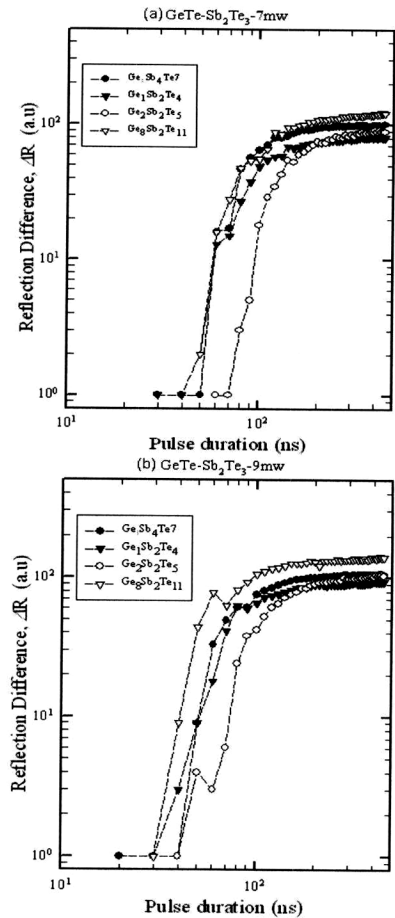 (a) GeTe-Sb₂Te₃-7mw
Reflection Difference, ΔR (a.u)
10²
10¹
10⁰
Ge₁Sb₄Te7
Ge₁Sb₂Te₄
Ge₂Sb₂Te₅
Ge₈Sb₂Te₁₁
10¹ 10²
Pulse duration (ns)
(b) GeTe-Sb₂Te₃-9mw
Reflection Difference, ΔR (a.u)
10²
10¹
10⁰
Ge₁Sb₄Te7
Ge₁Sb₂Te₄
Ge₂Sb₂Te₅
Ge₈Sb₂Te₁₁
10¹ 10²
Pulse duration (ns)